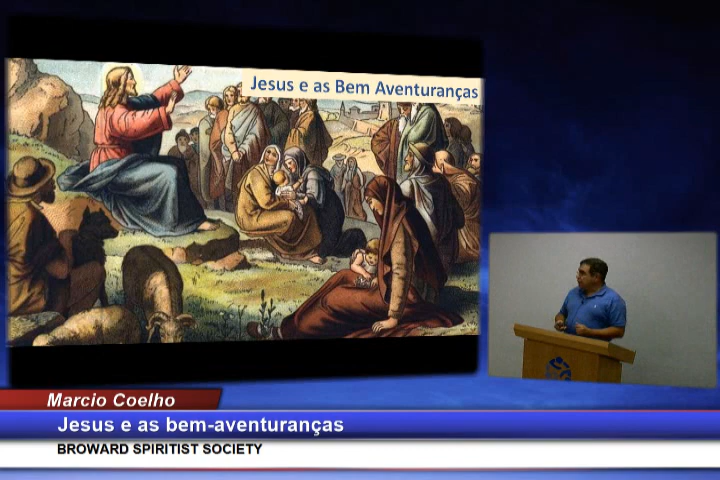 Jesus e as Bem Aventuranças
Marcio Coelho
Jesus e as bem-aventuranças
BROWARD SPIRITIST SOCIETY